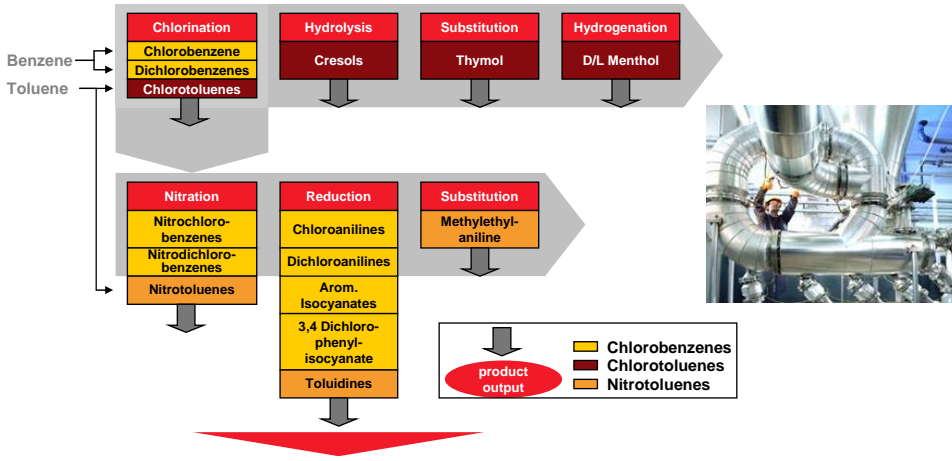 Benzene
Toluene
Chlorination
Chlorobenzene
Dichlorobenzenes
Chlorotoluenes
Hydrolysis
Cresols
Substitution
Thymol
Hydrogenation
D/L Menthol
Nitration
Nitrochloro-
benzenes
Nitrodichloro-
benzenes
Nitrotoluenes
Reduction
Chloroanilines
Dichloroanilines
Arom.
Isocyanates
3,4 Dichloro-
phenyl-
isocyanate
Toluidines
Substitution
Methylethyl-
aniline
product
output
Chlorobenzenes
Chlorotoluenes
Nitrotoluenes